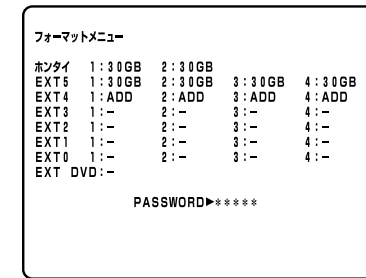 フォーマットメニュー
ホンタイ 1:30GB 2:30GB
EXT5 1:30GB 2:30GB 3:30GB 4:30GB
EXT4 1:ADD 2:ADD 3:ADD 4:ADD
EXT3 1:− 2:− 3:− 4:−
EXT2 1:− 2:− 3:− 4:−
EXT1 1:− 2:− 3:− 4:−
EXT0 1:− 2:− 3:− 4:−
EXT DVD:−
PASSWORD▶*****